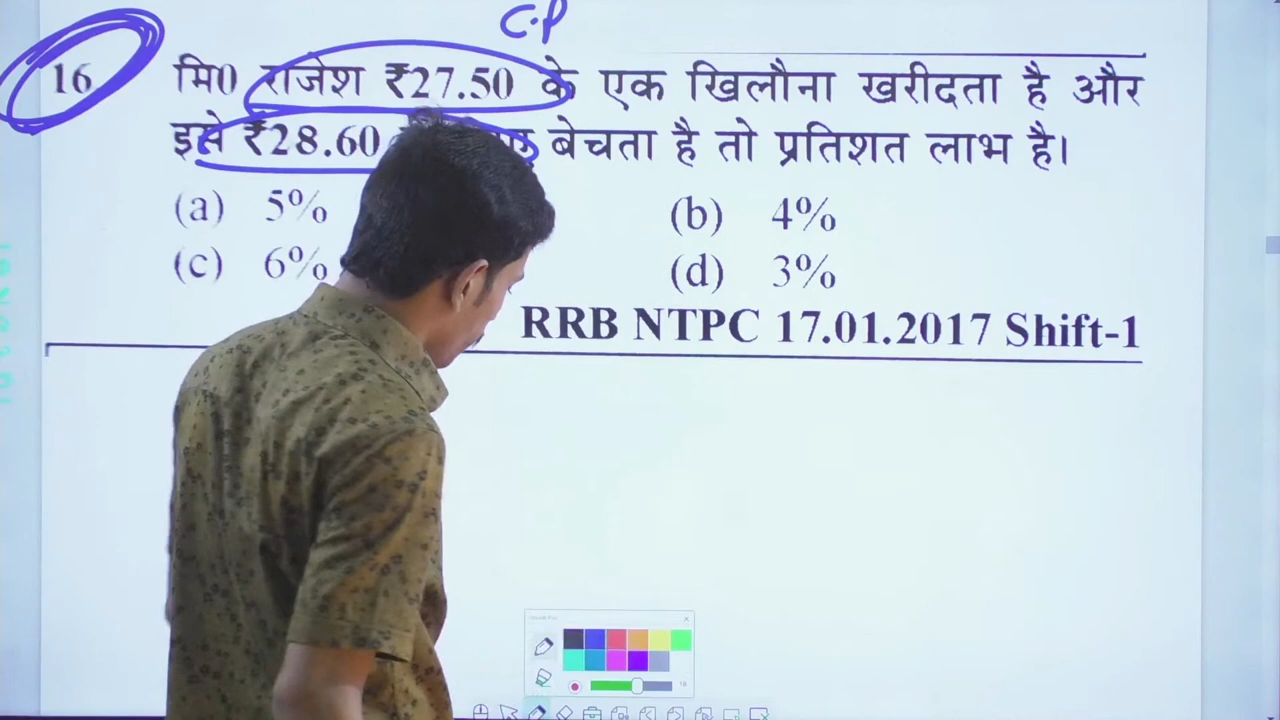 C.P
16 मि0 राजेश ₹27.50 के एक खिलौना खरीदता है और
इसे ₹28.60 बेचता है तो प्रतिशत लाभ है।
(a) 5% (b) 4%
(c) 6% (d) 3%
RRB NTPC 17.01.2017 Shift-1